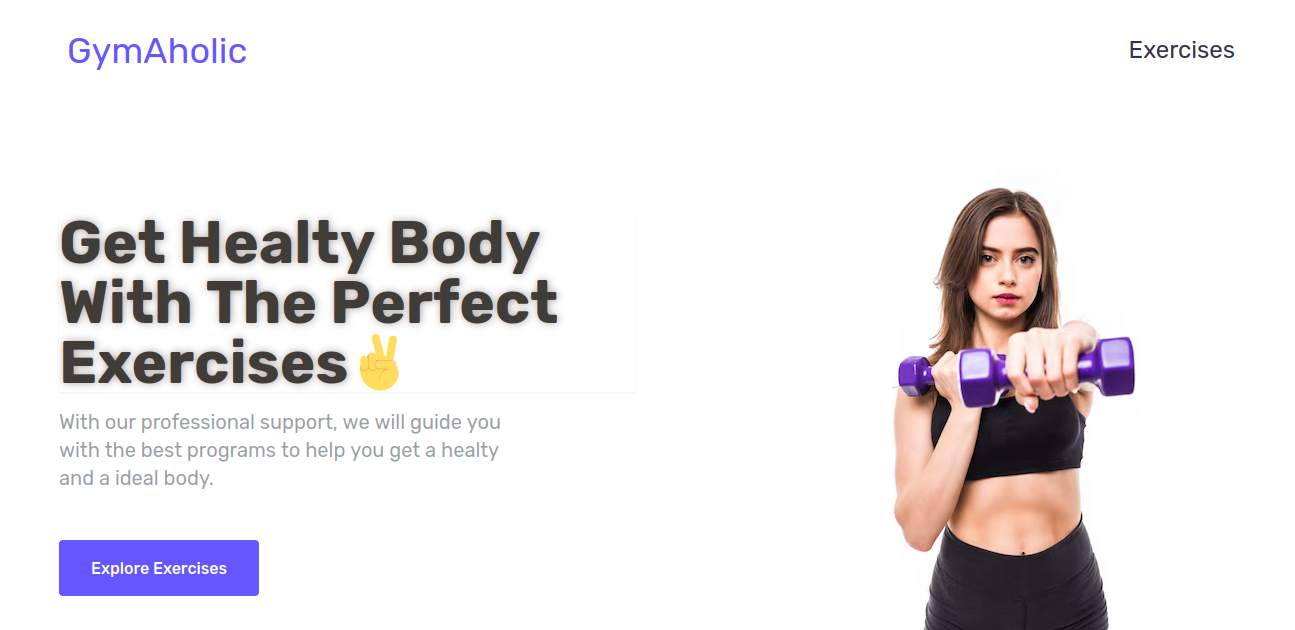 GymAholic
Exercises
Get Healty Body
With The Perfect
Exercises✌
With our professional support, we will guide you
with the best programs to help you get a healty
and a ideal body.
Explore Exercises